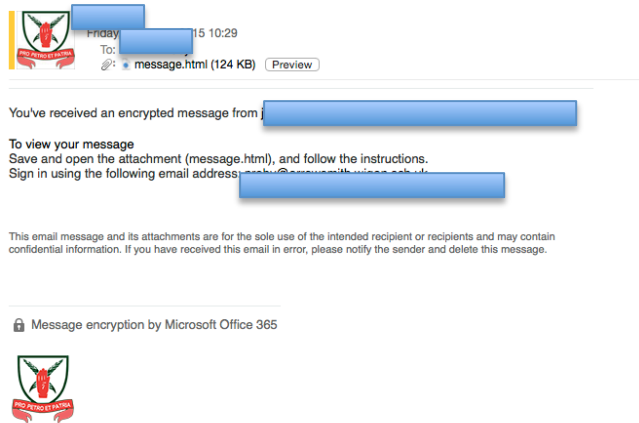 PRO PETRO ET PATRIA
Friday 15 10:29
To:
message.html (124 KB) Preview
You've received an encrypted message from j
To view your message
Save and open the attachment (message.html), and follow the instructions.
Sign in using the following email address:
This email message and its attachments are for the sole use of the intended recipient or recipients and may contain
confidential information. If you have received this email in error, please notify the sender and delete this message.
Message encryption by Microsoft Office 365
PRO PETRO ET PATRIA